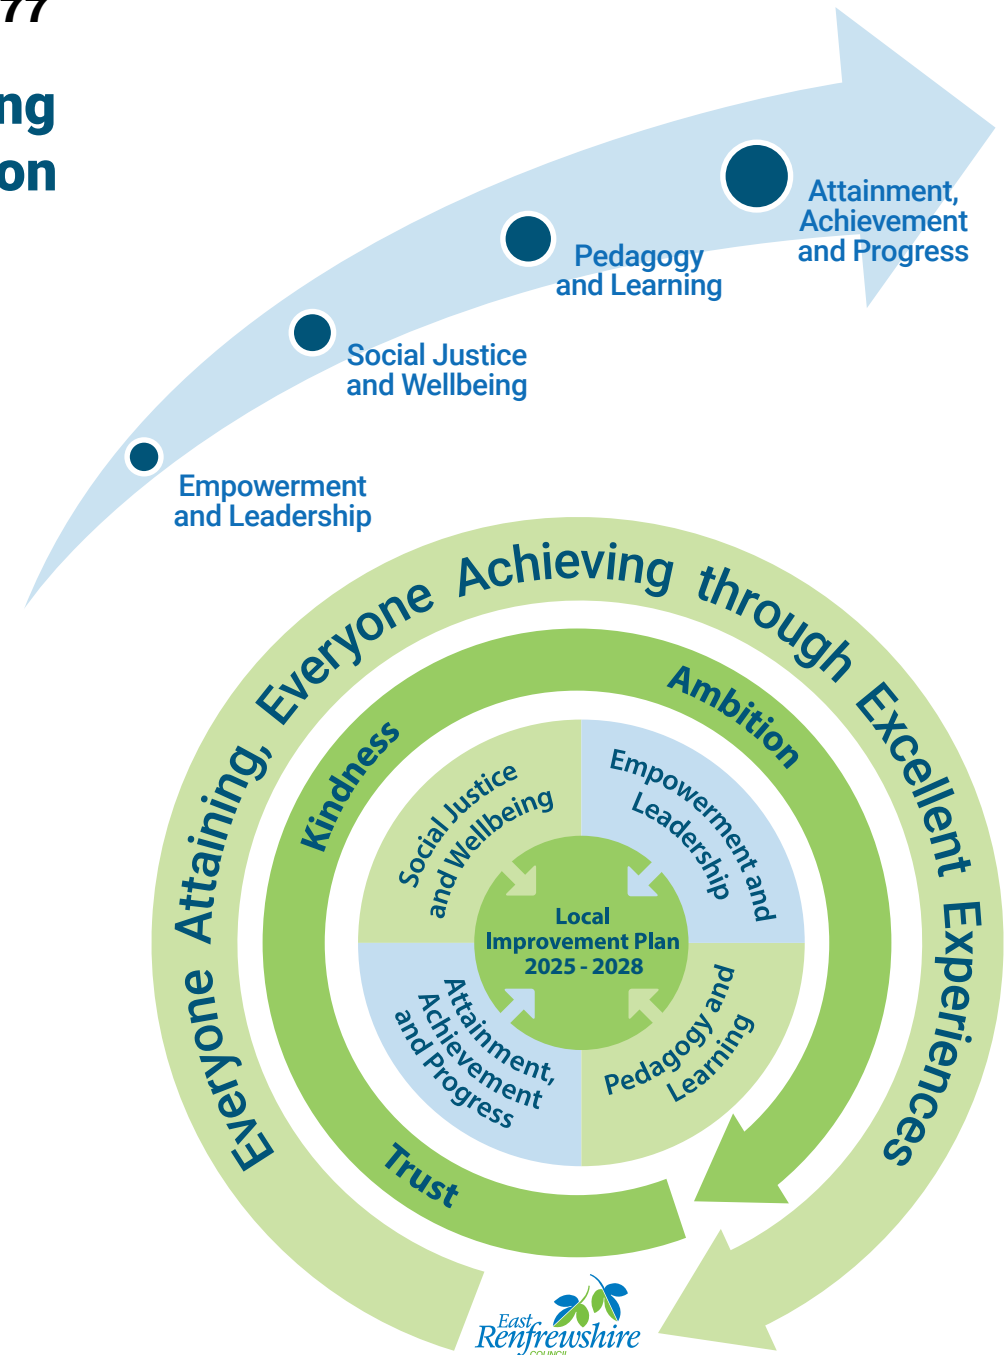 77
ng
on
Attainment,
Achievement
and Progress
Pedagogy
and Learning
Social Justice
and Wellbeing
Empowerment
and Leadership
Everyone Attaining, Everyone Achieving through Excellent Experiences
Kindness
Ambition
Trust
Social Justice
and Wellbeing
Empowerment and
Leadership
Local
Improvement Plan
2025 - 2028
Attainment,
Achievement
and Progress
Pedagogy and
Learning
East
Renfrewshire
COUNCIL